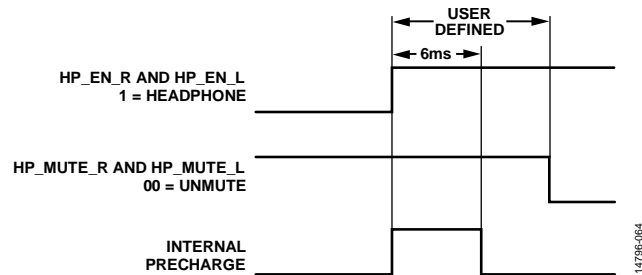 USER
DEFINED
6ms
HP_EN_R AND HP_EN_L
1 = HEADPHONE
HP_MUTE_R AND HP_MUTE_L
00 = UNMUTE
INTERNAL
PRECHARGE
14796-064